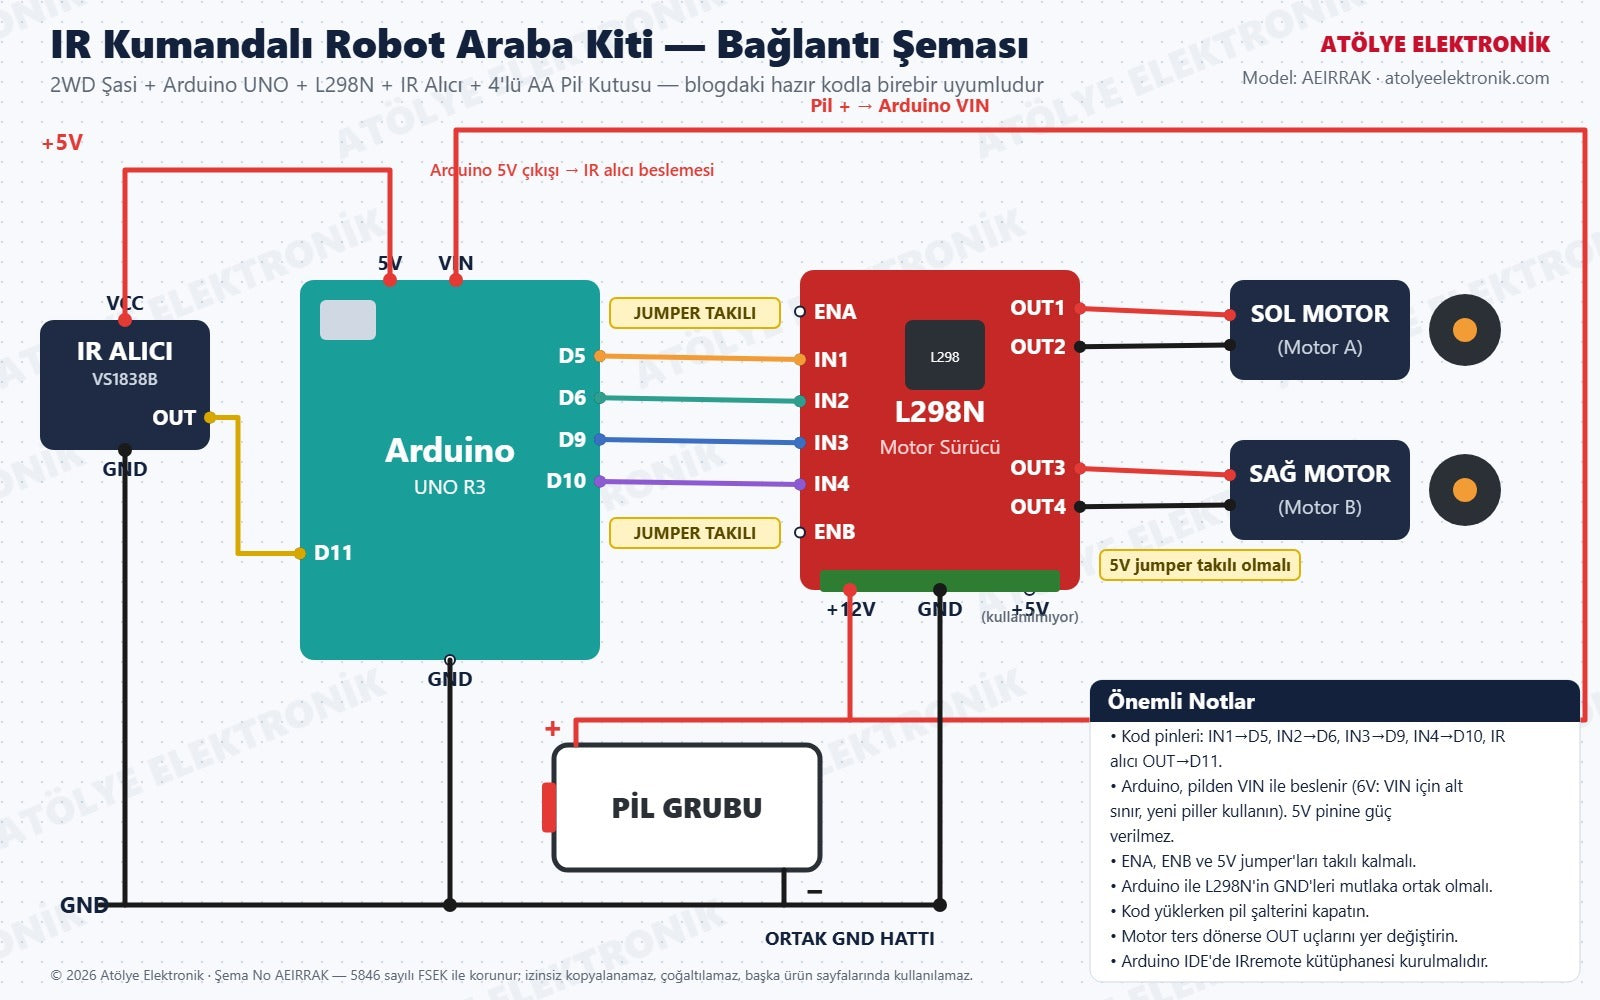 IR Kumandalı Robot Araba Kiti — Bağlantı Şeması
ATÖLYE ELEKTRONİK
2WD Şasi + Arduino UNO + L298N + IR Alıcı + 4'lü AA Pil Kutusu — blogdaki hazır kodla birebir uyumludur
Model: AEIRRAK · atolyeelektronik.com
Pil + → Arduino VIN
+5V
Arduino 5V çıkışı → IR alıcı beslemesi
5V
VIN
VCC
IR ALICI
VS1838B
OUT
GND
Arduino
UNO R3
D5
D6
D9
D10
D11
GND
JUMPER TAKILI
JUMPER TAKILI
ENA
IN1
IN2
IN3
IN4
ENB
L298
L298N
Motor Sürücü
OUT1
OUT2
OUT3
OUT4
+12V
GND
+5V
(kullanılmıyor)
SOL MOTOR
(Motor A)
SAĞ MOTOR
(Motor B)
5V jumper takılı olmalı
+
PİL GRUBU
−
GND
ORTAK GND HATTI
Önemli Notlar
• Kod pinleri: IN1→D5, IN2→D6, IN3→D9, IN4→D10, IR
alıcı OUT→D11.
• Arduino, pilden VIN ile beslenir (6V: VIN için alt
sınır, yeni piller kullanın). 5V pinine güç
verilmez.
• ENA, ENB ve 5V jumper'ları takılı kalmalı.
• Arduino ile L298N'in GND'leri mutlaka ortak olmalı.
• Kod yüklerken pil şalterini kapatın.
• Motor ters dönerse OUT uçlarını yer değiştirin.
• Arduino IDE'de IRremote kütüphanesi kurulmalıdır.
© 2026 Atölye Elektronik · Şema No AEIRRAK — 5846 sayılı FSEK ile korunur; izinsiz kopyalanamaz, çoğaltılamaz, başka ürün sayfalarında kullanılamaz.